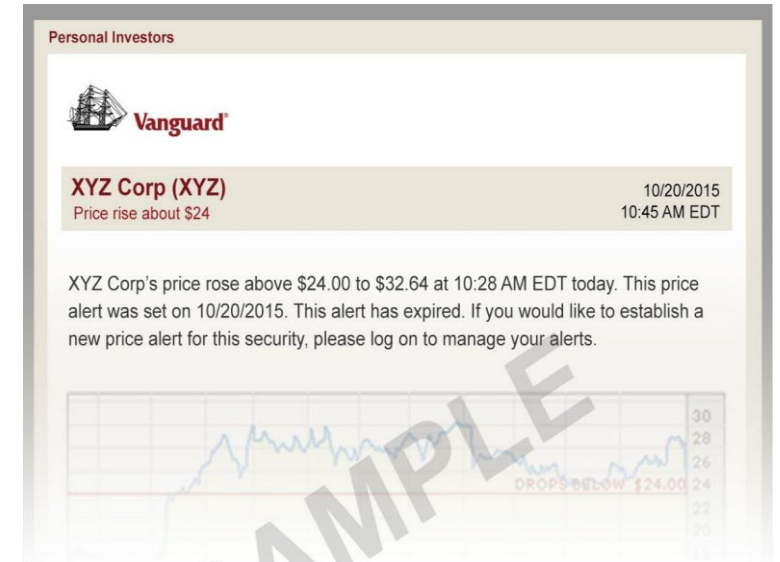 Personal Investors
Vanguard®
XYZ Corp (XYZ)
10/20/2015
Price rise about $24
10:45 AM EDT
XYZ Corp’s price rose above $24.00 to $32.64 at 10:28 AM EDT today. This price
alert was set on 10/20/2015. This alert has expired. If you would like to establish a
new price alert for this security, please log on to manage your alerts.
30
28
26
DROPS BELOW $24.00 24
22
20
AMPLE